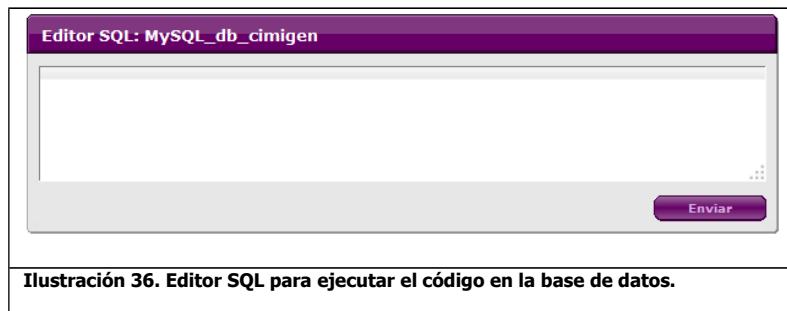 Editor SQL: MySQL_db_cimigen
Enviar
Ilustración 36. Editor SQL para ejecutar el código en la base de datos.